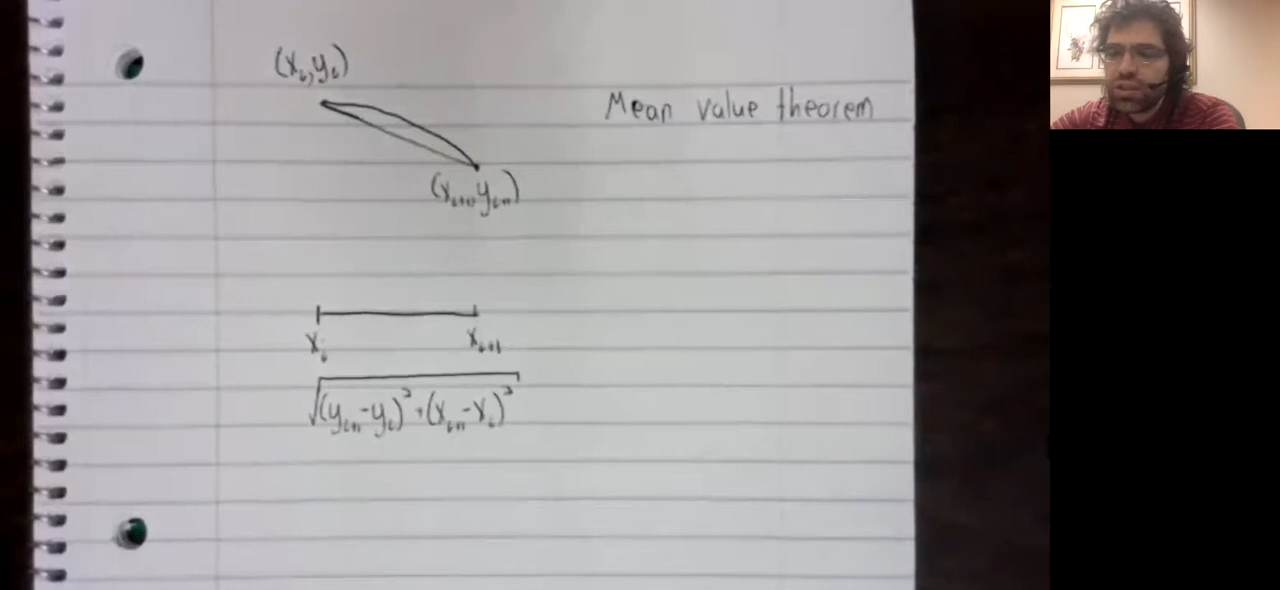 (xᵢ, yᵢ)
Mean value theorem
(xᵢ₊₁, yᵢ₊₁)
xᵢ xᵢ₊₁
√(yᵢ₊₁-yᵢ)²+(xᵢ₊₁-xᵢ)²